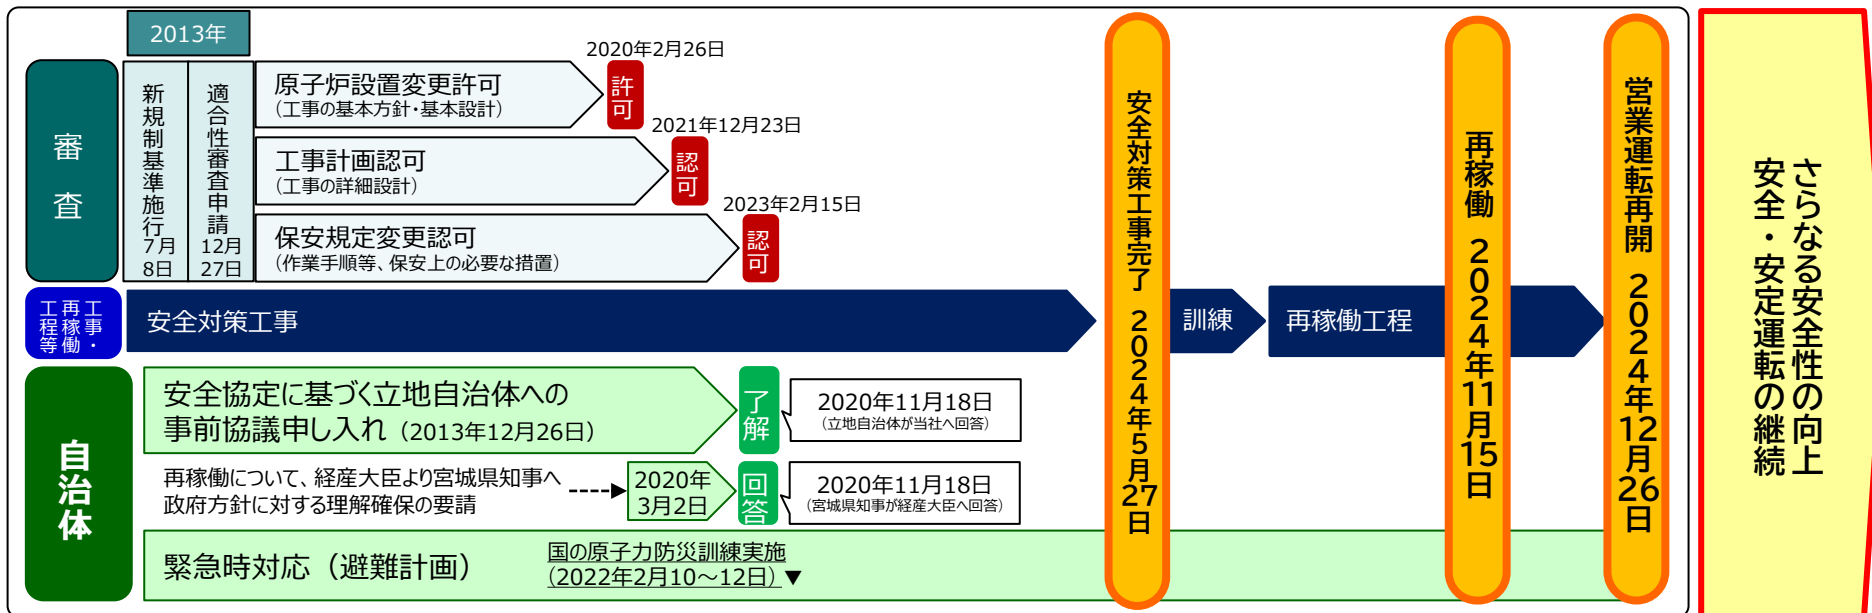 2013年
審査
新規制基準施行
7月
8日
適合性審査申請
12月
27日
原子炉設置変更許可
（工事の基本方針・基本設計）
2020年2月26日
許可
工事計画認可
（工事の詳細設計）
2021年12月23日
認可
保安規定変更認可
（作業手順等、保安上の必要な措置）
2023年2月15日
認可
工事・
再稼働
工程等
安全対策工事
安全対策工事完了 2024年5月27日
訓練
再稼働工程
再稼働 2024年11月15日
営業運転再開 2024年12月26日
自治体
安全協定に基づく立地自治体への
事前協議申し入れ（2013年12月26日）
了解
2020年11月18日
（立地自治体が当社へ回答）
再稼働について、経産大臣より宮城県知事へ
政府方針に対する理解確保の要請
2020年
3月2日
回答
2020年11月18日
（宮城県知事が経産大臣へ回答）
緊急時対応（避難計画）
国の原子力防災訓練実施
（2022年2月10～12日）▼
さらなる安全性の向上
安全・安定運転の継続